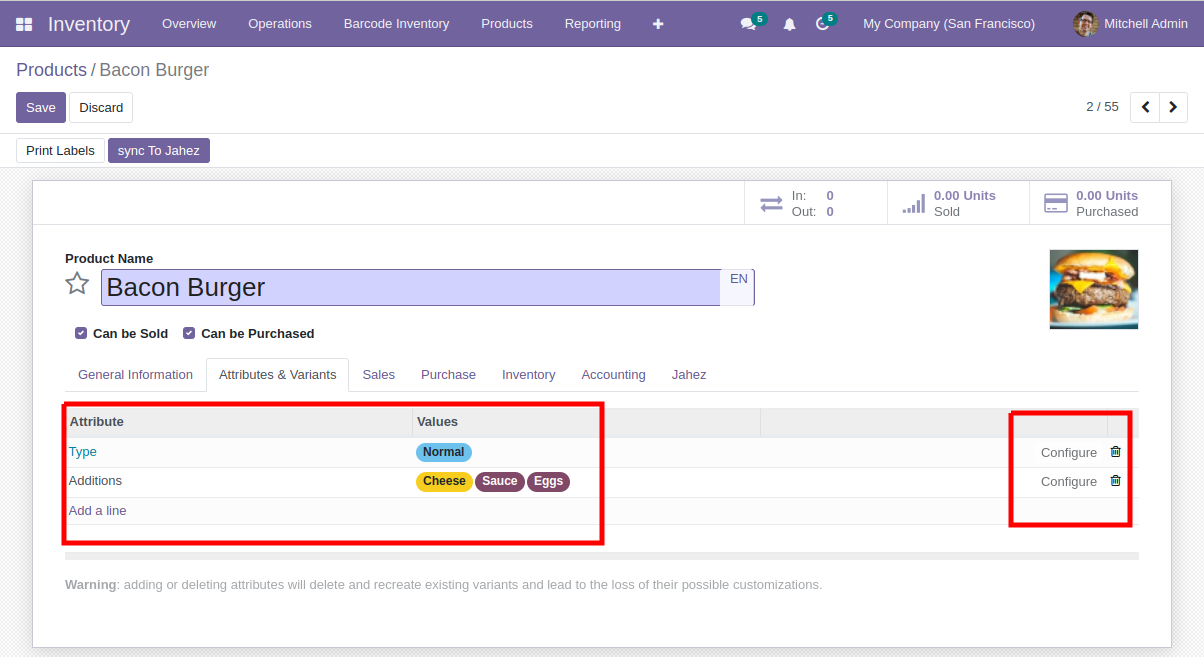 Inventory Overview Operations Barcode Inventory Products Reporting 5 5 My Company (San Francisco) Mitchell Admin
Products / Bacon Burger
Save Discard 2 / 55
Print Labels sync To Jahez
In: 0 0.00 Units 0.00 Units
Out: 0 Sold Purchased
Product Name
Bacon Burger EN
Can be Sold Can be Purchased
General Information Attributes & Variants Sales Purchase Inventory Accounting Jahez
Attribute Values
Type Normal Configure
Additions Cheese Sauce Eggs Configure
Add a line
Warning: adding or deleting attributes will delete and recreate existing variants and lead to the loss of their possible customizations.